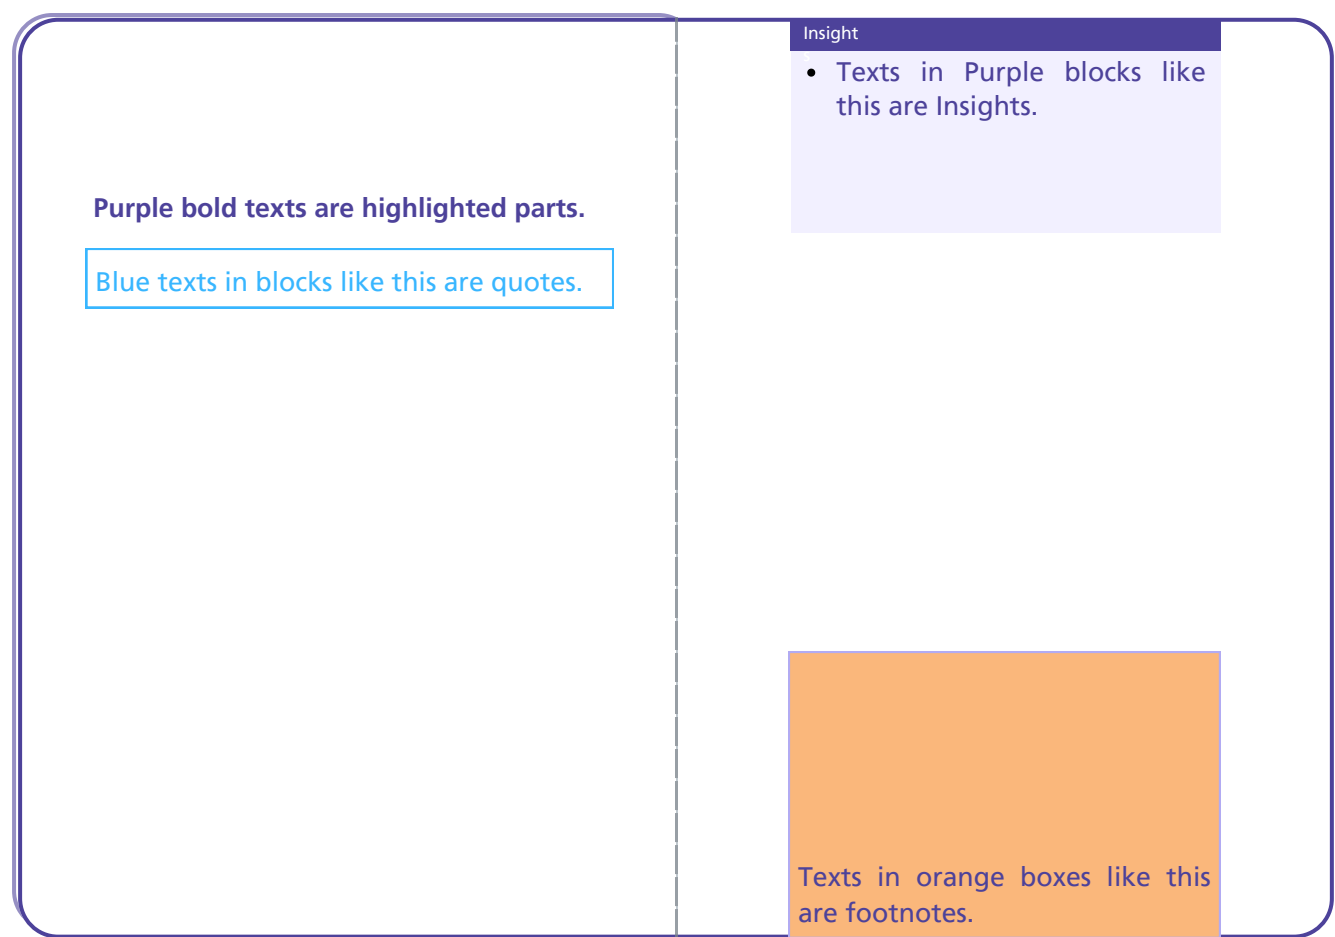 Purple bold texts are highlighted parts.
Blue texts in blocks like this are quotes.
Insight
s
Texts in Purple blocks like
this are Insights.
Texts in orange boxes like this
are footnotes.